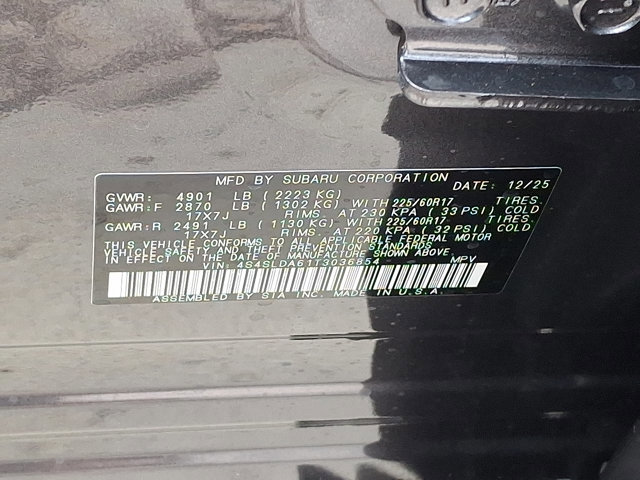 MFD BY SUBARU CORPORATION
DATE: 12/25
GVWR: 4901 LB ( 2223 KG)
GAWR:F 2870 LB ( 1302 KG) WITH 225/60R17 TIRES.
17X7J RIMS. AT 230 KPA ( 33 PSI) COLD
GAWR:R 2491 LB ( 1130 KG) WITH 225/60R17 TIRES.
17X7J RIMS. AT 220 KPA ( 32 PSI) COLD
THIS VEHICLE CONFORMS TO ALL APPLICABLE FEDERAL MOTOR
VEHICLE SAFETY AND THEFT PREVENTION STANDARDS
IN EFFECT ON THE DATE OF MANUFACTURE SHOWN ABOVE.
VIN: 4S4SLDA61T3036854 MPV
ASSEMBLED BY SIA INC. MADE IN U.S.A.